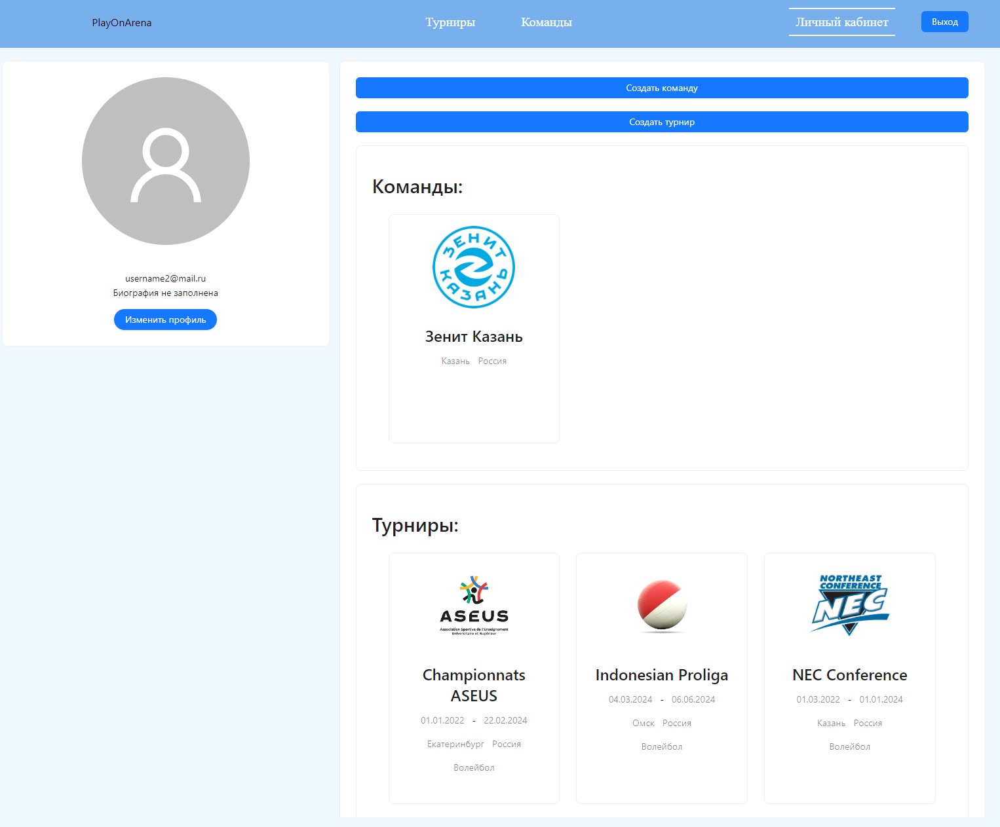 PlayOnArena
Турниры
Команды
Личный кабинет
Выход
username2@mail.ru
Биография не заполнена
Изменить профиль
Создать команду
Создать турнир
Команды:
ЗЕНИТ
КАЗАНЬ
Зенит Казань
Казань Россия
Турниры:
ASEUS
Association Sportive de l'Enseignement
Universitaire et Supérieur
Championnats
ASEUS
01.01.2022 - 22.02.2024
Екатеринбург Россия
Волейбол
Indonesian Proliga
04.03.2024 - 06.06.2024
Омск Россия
Волейбол
NORTHEAST
CONFERENCE
NEC
NEC Conference
01.03.2022 - 01.01.2024
Казань Россия
Волейбол